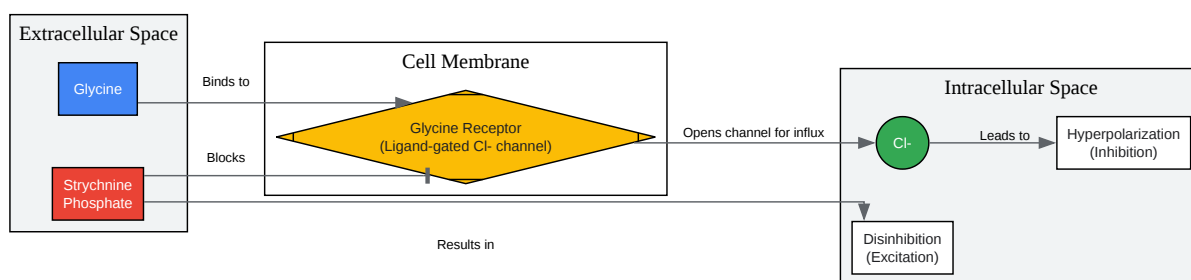 Extracellular Space
Glycine
Strychnine
Phosphate
Binds to
Blocks
Cell Membrane
Glycine Receptor
(Ligand-gated Cl- channel)
Results in
Opens channel for influx
Intracellular Space
Cl-
Leads to
Hyperpolarization
(Inhibition)
Disinhibition
(Excitation)